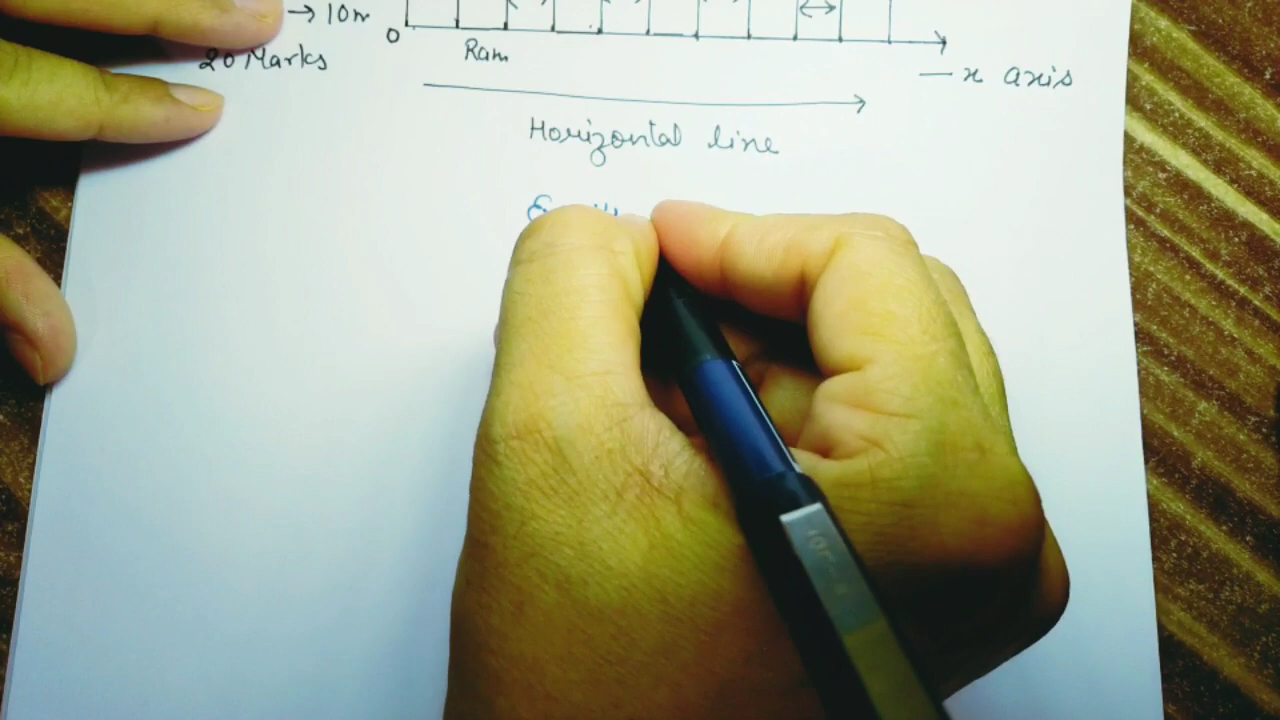 → 10m
0
20 Marks
Ram
— x axis
Horizontal line